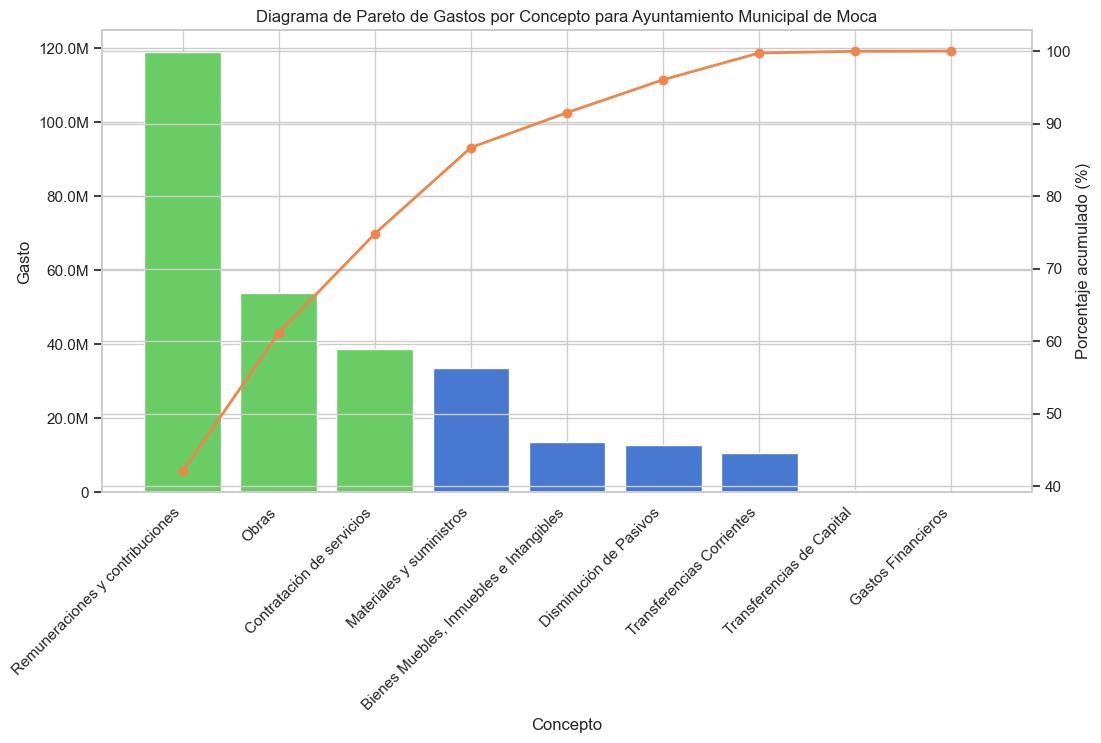 Diagrama de Pareto de Gastos por Concepto para Ayuntamiento Municipal de Moca
120.0M
100.0M
80.0M
60.0M
40.0M
20.0M
0
Gasto
100
90
80
70
60
50
40
Porcentaje acumulado (%)
Remuneraciones y contribuciones
Obras
Contratación de servicios
Materiales y suministros
Bienes Muebles, Inmuebles e Intangibles
Disminución de Pasivos
Transferencias Corrientes
Transferencias de Capital
Gastos Financieros
Concepto